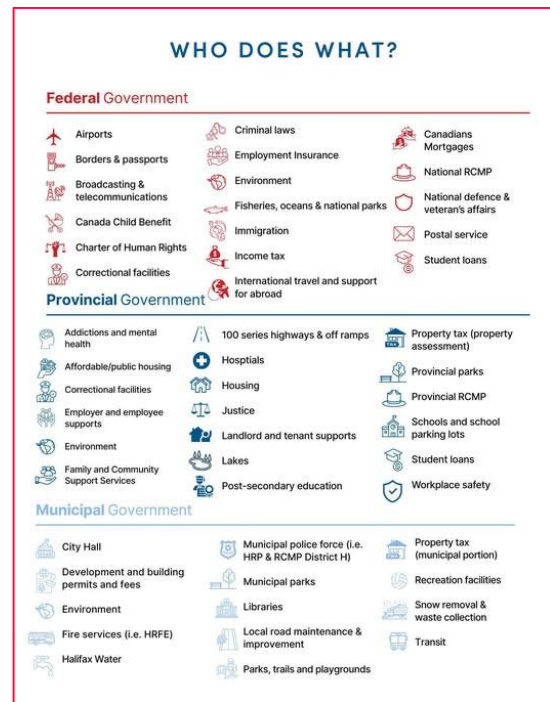 WHO DOES WHAT?
Federal Government
Airports
Borders & passports
Broadcasting &
telecommunications
Canada Child Benefit
Charter of Human Rights
Correctional facilities
Criminal laws
Employment Insurance
Environment
Fisheries, oceans & national parks
Immigration
Income tax
International travel and support
for abroad
Canadians
Mortgages
National RCMP
National defence &
veteran's affairs
Postal service
Student loans
Provincial Government
Addictions and mental
health
Affordable/public housing
Correctional facilities
Employer and employee
supports
Environment
Family and Community
Support Services
100 series highways & off ramps
Hosptials
Housing
Justice
Landlord and tenant supports
Lakes
Post-secondary education
TAX
Property tax (property
assessment)
Provincial parks
Provincial RCMP
Schools and school
parking lots
Student loans
Workplace safety
Municipal Government
City Hall
Development and building
permits and fees
Environment
Fire services (i.e. HRFE)
Halifax Water
Municipal police force (i.e.
HRP & RCMP District H)
Municipal parks
Libraries
Local road maintenance &
improvement
Parks, trails and playgrounds
Property tax
(municipal portion)
Recreation facilities
Snow removal &
waste collection
Transit